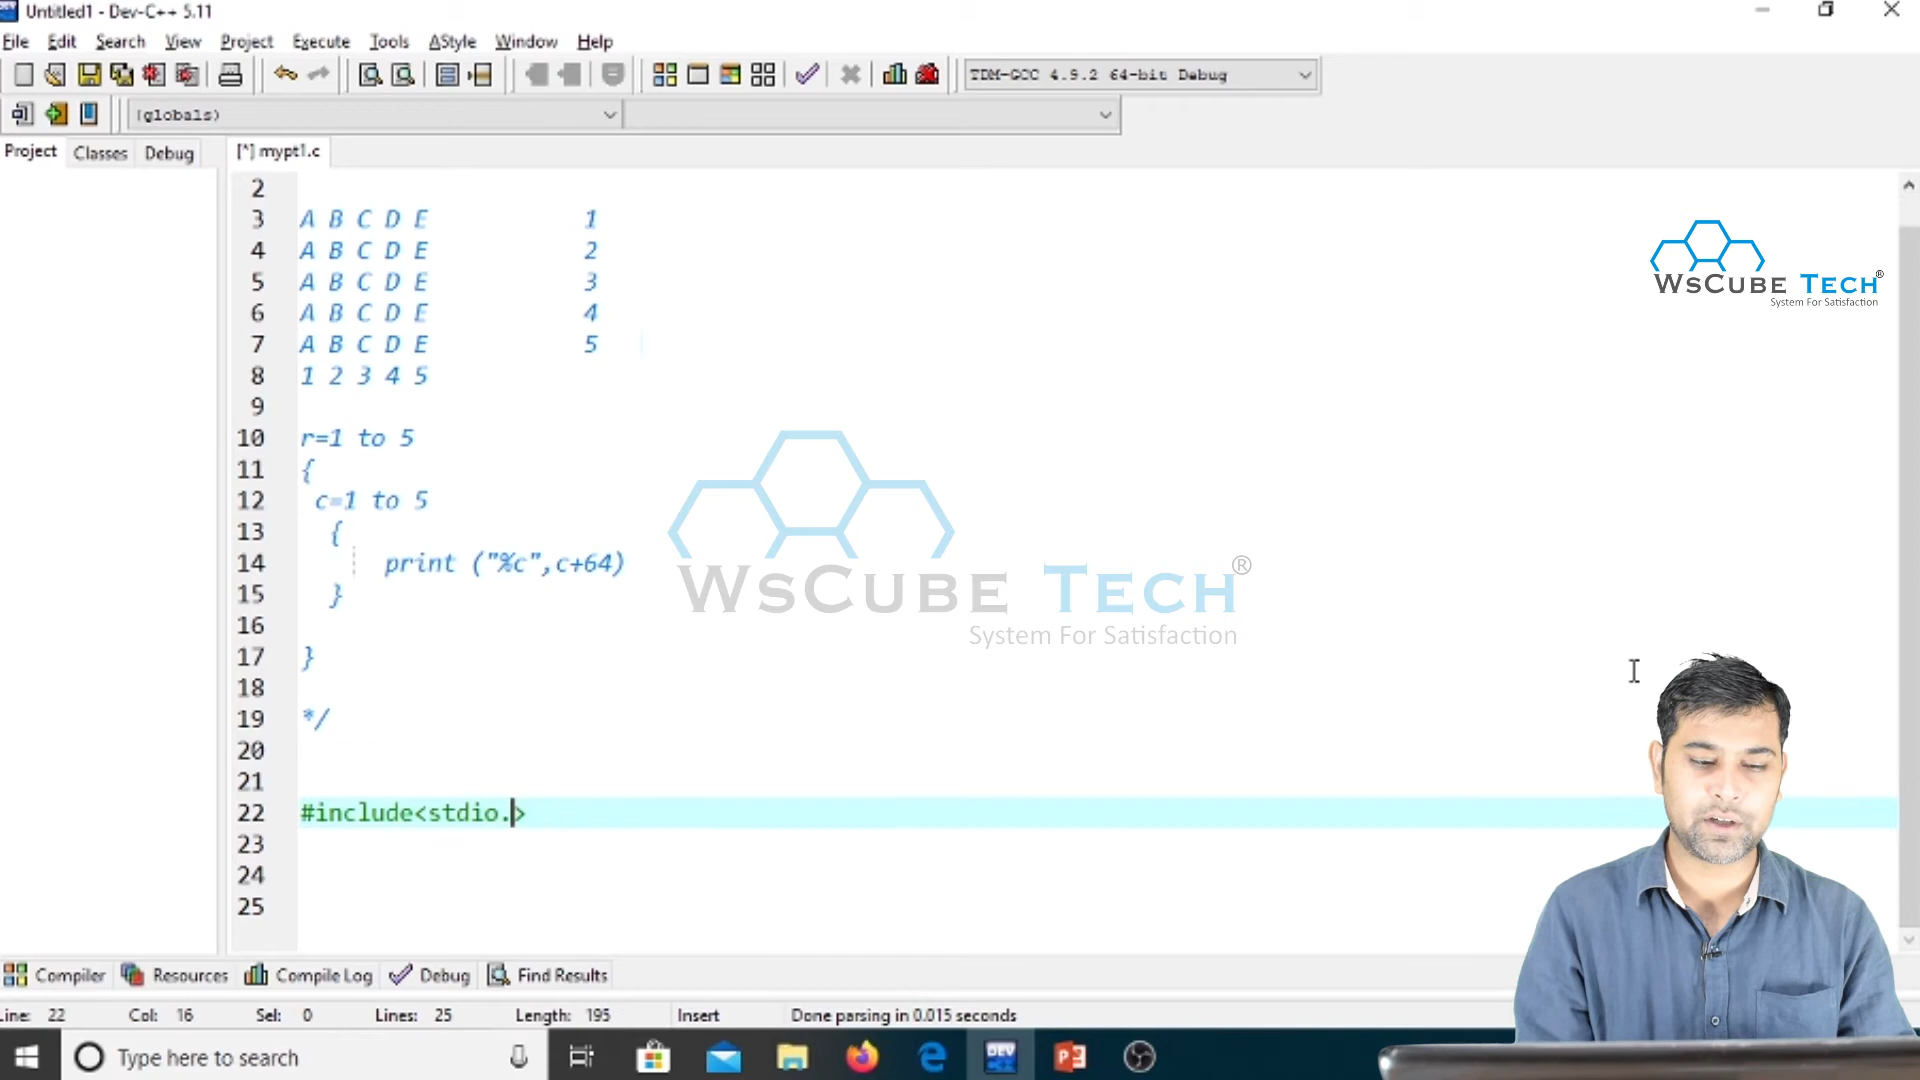 Untitled1 - Dev-C++ 5.11
File Edit Search View Project Execute Tools AStyle Window Help
TDM-GCC 4.9.2 64-bit Debug
(globals)
Project Classes Debug [*] mypt1.c
2
3 A B C D E 1
4 A B C D E 2
5 A B C D E 3
6 A B C D E 4
7 A B C D E 5
8 1 2 3 4 5
9
10 r=1 to 5
11 {
12 c=1 to 5
13 {
14 print ("%c",c+64)
15 }
16
17 }
18
19 */
20
21
22 #include<stdio.>
23
24
25
WsCube Tech®
System For Satisfaction
WsCube Tech®
System For Satisfaction
Compiler Resources Compile Log Debug Find Results
Line: 22 Col: 16 Sel: 0 Lines: 25 Length: 195 Insert Done parsing in 0.015 seconds
Type here to search
DEV